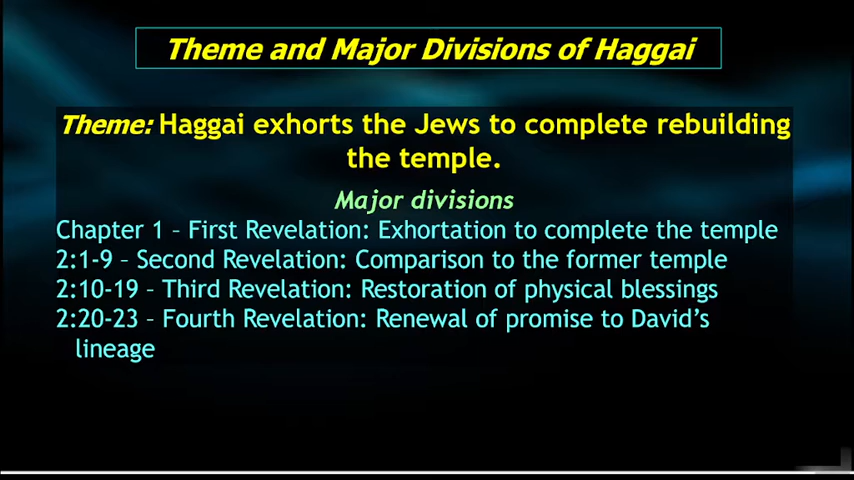 Theme and Major Divisions of Haggai
Theme: Haggai exhorts the Jews to complete rebuilding
the temple.
Major divisions
Chapter 1 – First Revelation: Exhortation to complete the temple
2:1-9 – Second Revelation: Comparison to the former temple
2:10-19 – Third Revelation: Restoration of physical blessings
2:20-23 – Fourth Revelation: Renewal of promise to David's
lineage